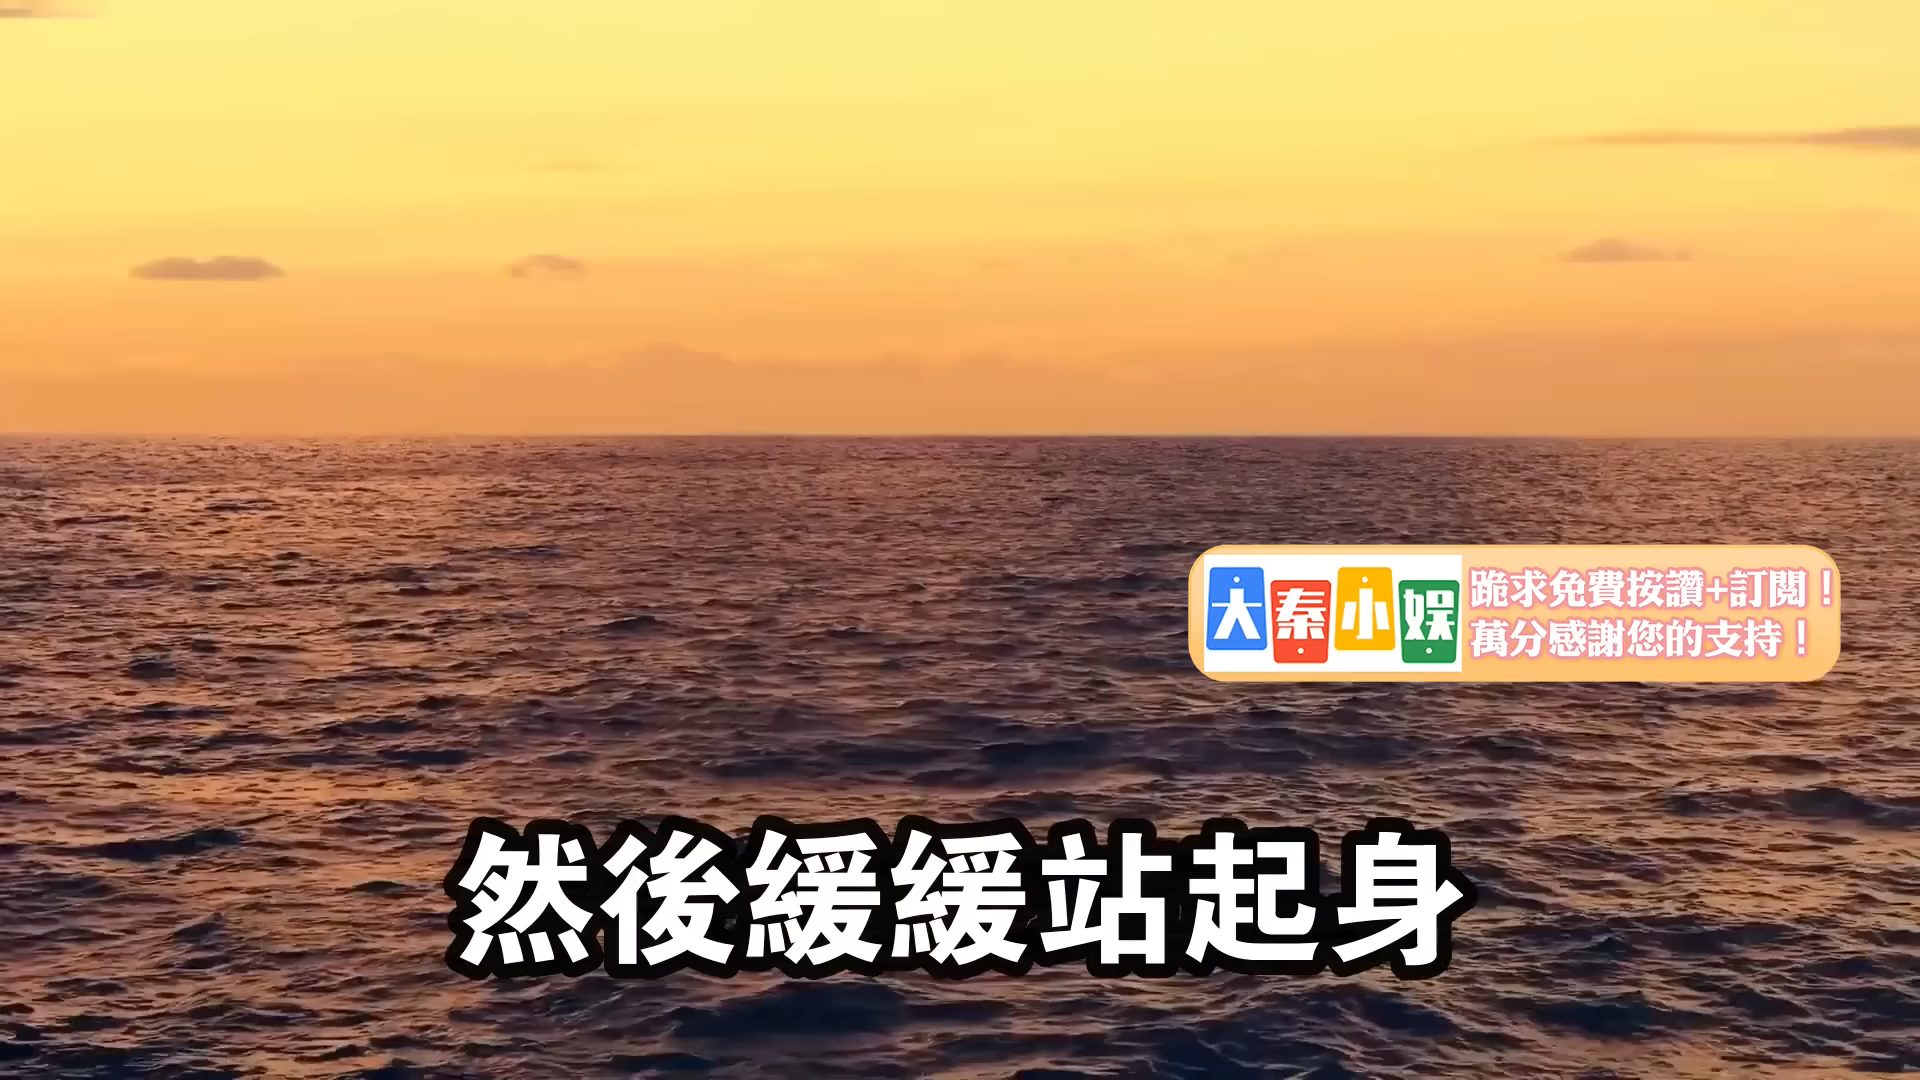 大秦小娱
跪求免費按讚+訂閱！
萬分感謝您的支持！
然後緩緩站起身